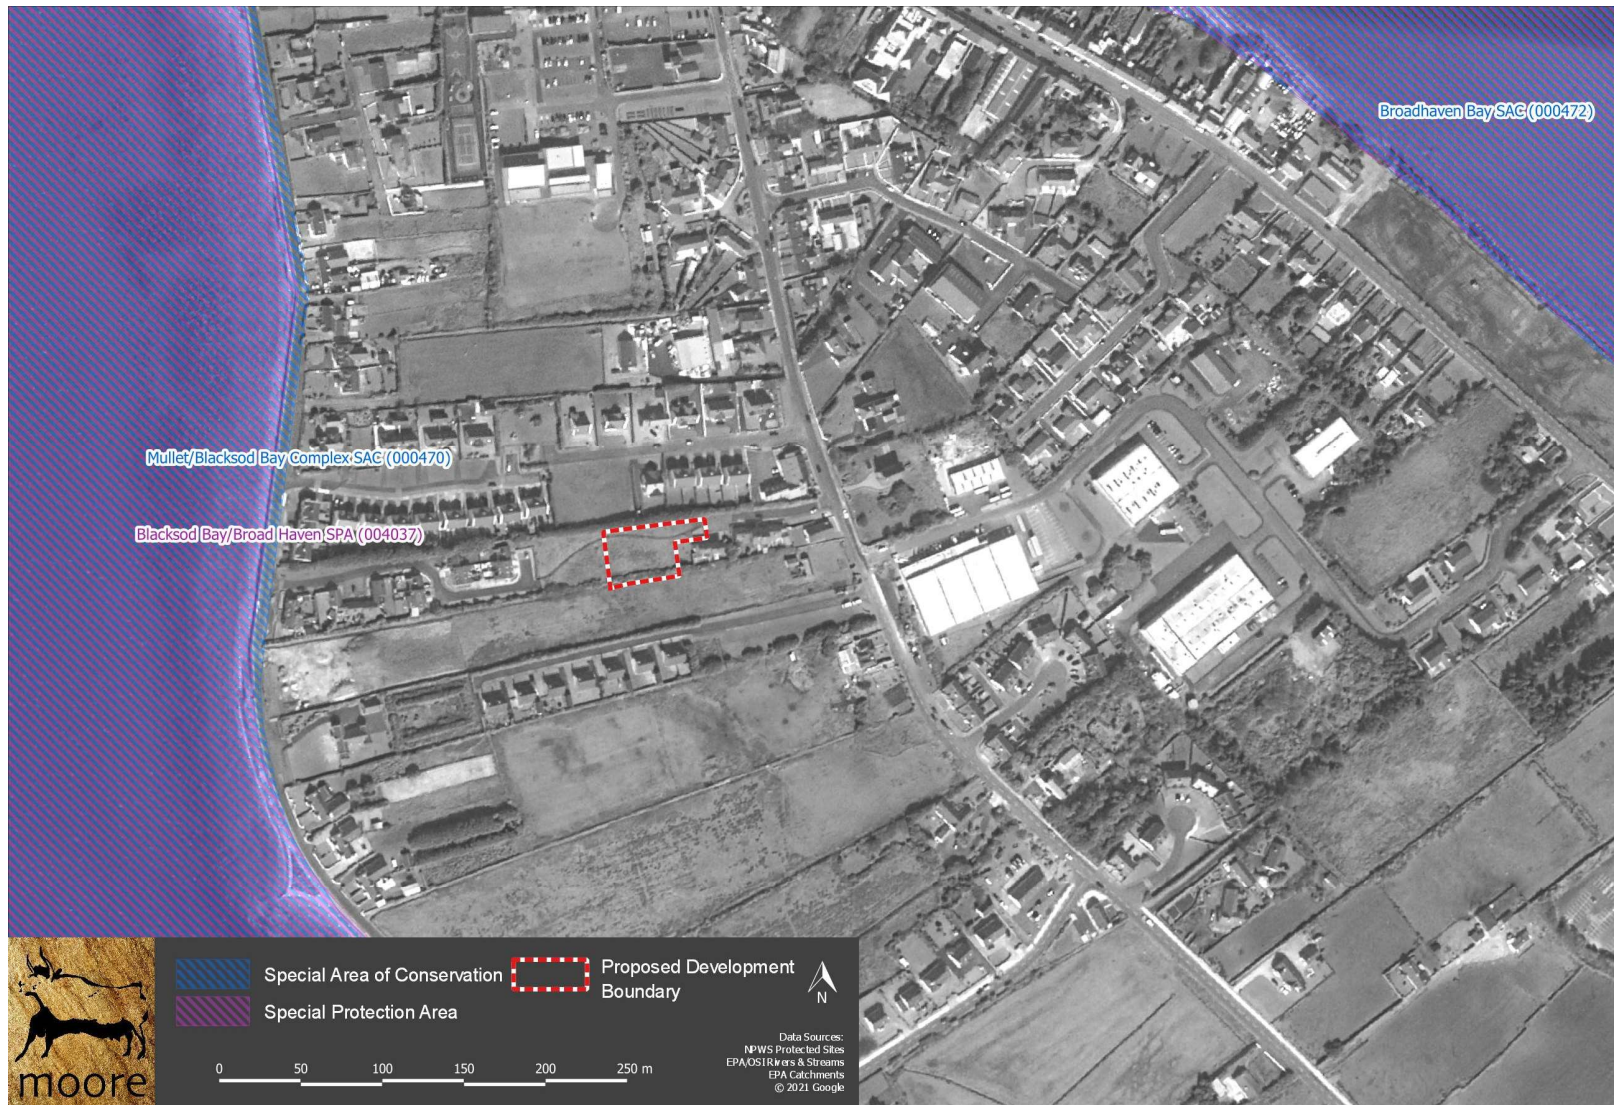 Broadhaven Bay SAC (000472)
Mullet/Blacksod Bay Complex SAC (000470)
Blacksod Bay/Broad Haven SPA (004037)
moore
Special Area of Conservation
Special Protection Area
Proposed Development
Boundary
N
0 50 100 150 200 250 m
Data Sources:
NPWS Protected Sites
EPA/OSI Rivers & Streams
EPA Catchments
© 2021 Google